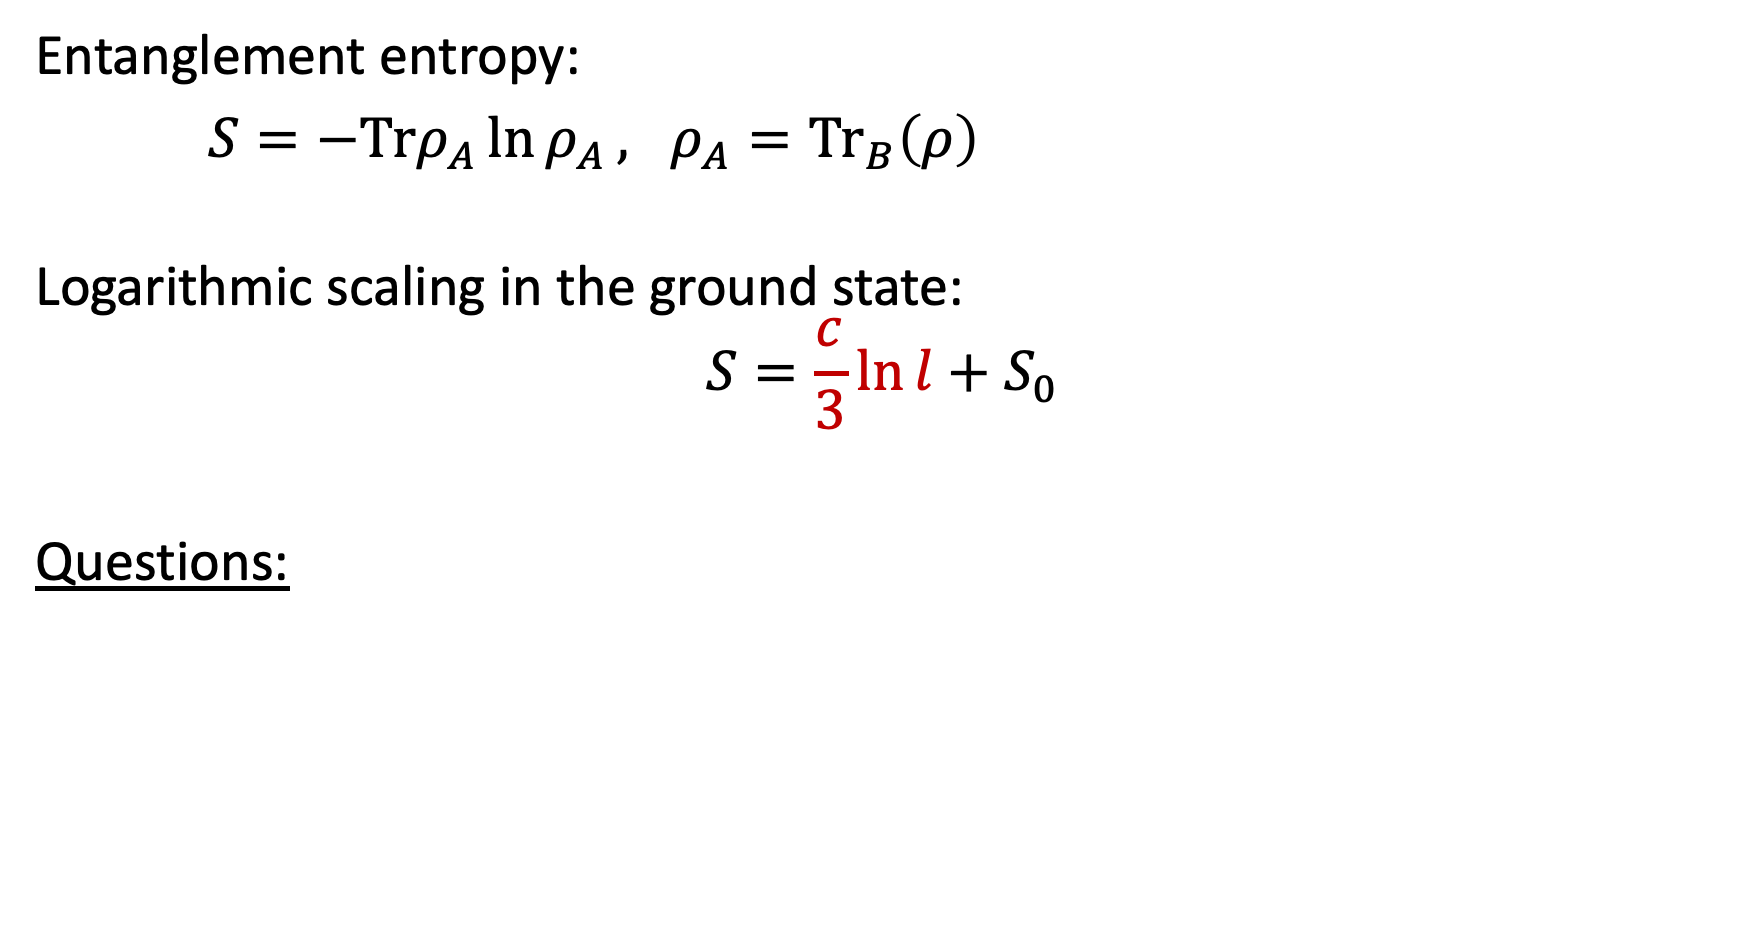 Entanglement entropy:
S = −Trρ_A ln ρ_A ,  ρ_A = Tr_B(ρ)
Logarithmic scaling in the ground state:
S = c/3 ln l + S_0
Questions: